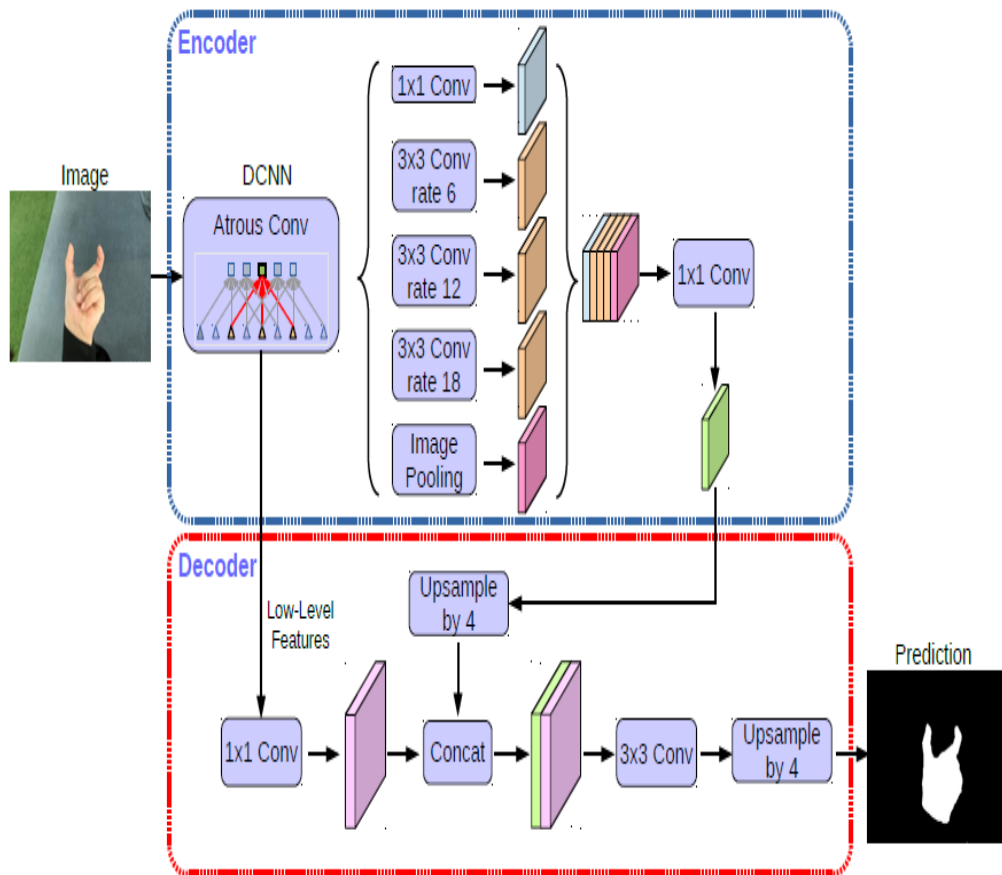 Encoder
Image
DCNN
Atrous Conv
1x1 Conv
3x3 Conv
rate 6
3x3 Conv
rate 12
3x3 Conv
rate 18
Image
Pooling
1x1 Conv
Decoder
Low-Level
Features
Upsample
by 4
1x1 Conv
Concat
3x3 Conv
Upsample
by 4
Prediction